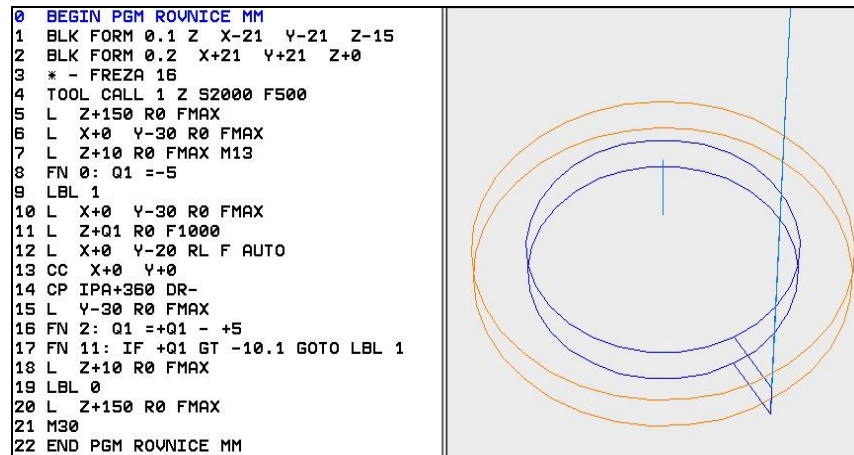 0 BEGIN PGM ROVNICE MM
1 BLK FORM 0.1 Z X-21 Y-21 Z-15
2 BLK FORM 0.2 X+21 Y+21 Z+0
3 * - FREZA 16
4 TOOL CALL 1 Z S2000 F500
5 L Z+150 R0 FMAX
6 L X+0 Y-30 R0 FMAX
7 L Z+10 R0 FMAX M13
8 FN 0: Q1 =-5
9 LBL 1
10 L X+0 Y-30 R0 FMAX
11 L Z+Q1 R0 F1000
12 L X+0 Y-20 RL F AUTO
13 CC X+0 Y+0
14 CP IPA+360 DR-
15 L Y-30 R0 FMAX
16 FN 2: Q1 =+Q1 - +5
17 FN 11: IF +Q1 GT -10.1 GOTO LBL 1
18 L Z+10 R0 FMAX
19 LBL 0
20 L Z+150 R0 FMAX
21 M30
22 END PGM ROVNICE MM